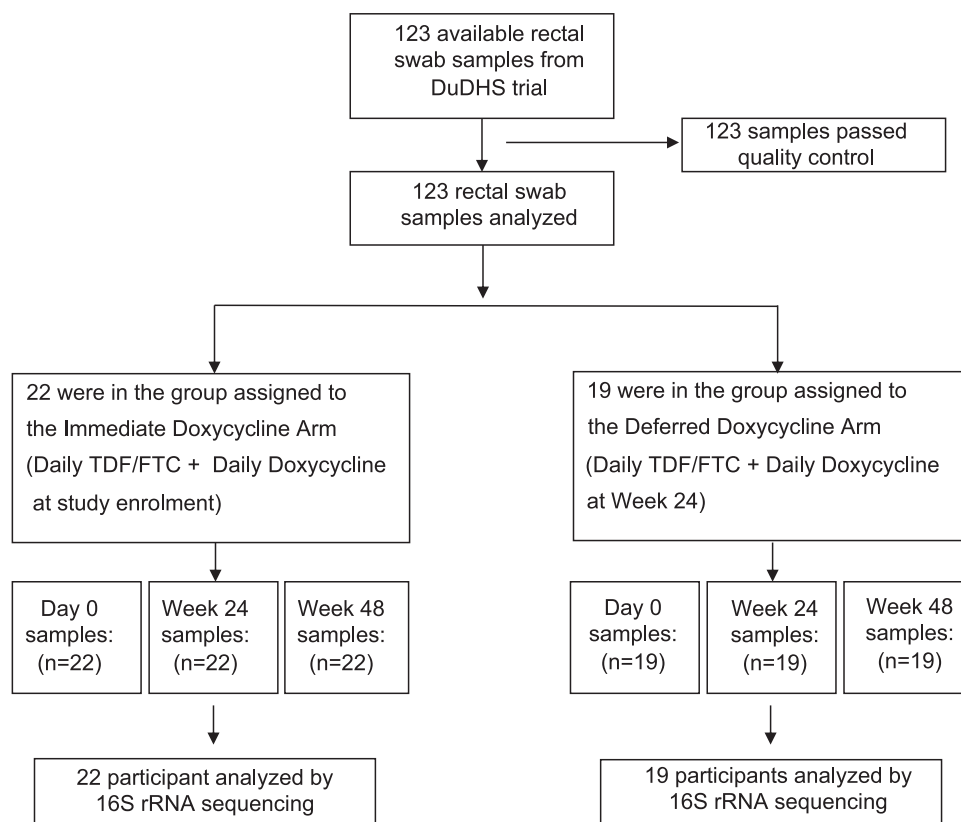 123 available rectal
swab samples from
DuDHS trial
123 samples passed
quality control
123 rectal swab
samples analyzed
22 were in the group assigned to
the Immediate Doxycycline Arm
(Daily TDF/FTC + Daily Doxycycline
at study enrolment)
19 were in the group assigned to
the Deferred Doxycycline Arm
(Daily TDF/FTC + Daily Doxycycline
at Week 24)
Day 0
samples:
(n=22)
Week 24
samples:
(n=22)
Week 48
samples:
(n=22)
Day 0
samples:
(n=19)
Week 24
samples:
(n=19)
Week 48
samples:
(n=19)
22 participant analyzed by
16S rRNA sequencing
19 participants analyzed by
16S rRNA sequencing